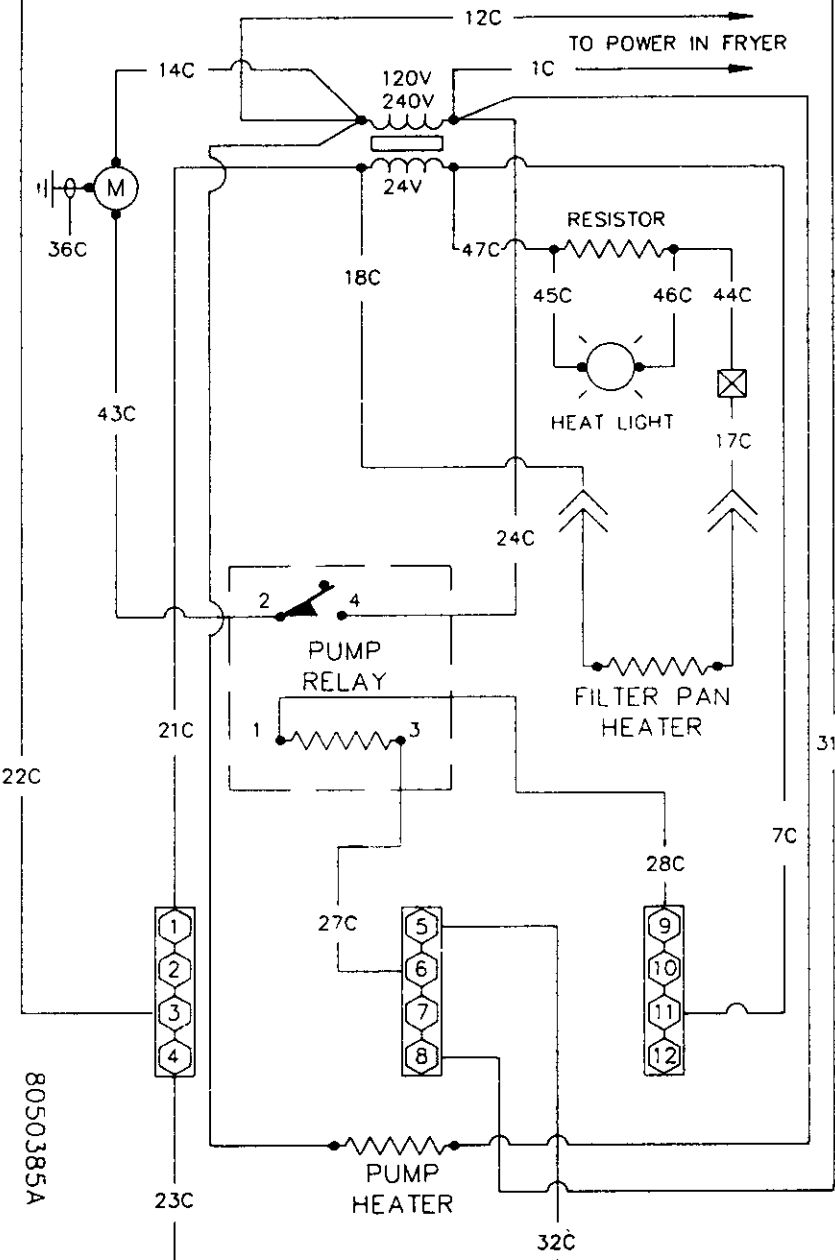 12C
TO POWER IN FRYER
14C
1C
120V
240V
24V
M
36C
RESISTOR
47C
18C
45C
46C
44C
43C
HEAT LIGHT
17C
24C
2
4
PUMP
RELAY
1
3
FILTER PAN
HEATER
21C
31
22C
7C
28C
27C
1
2
3
4
5
6
7
8
9
10
11
12
8050385A
PUMP
HEATER
23C
32C